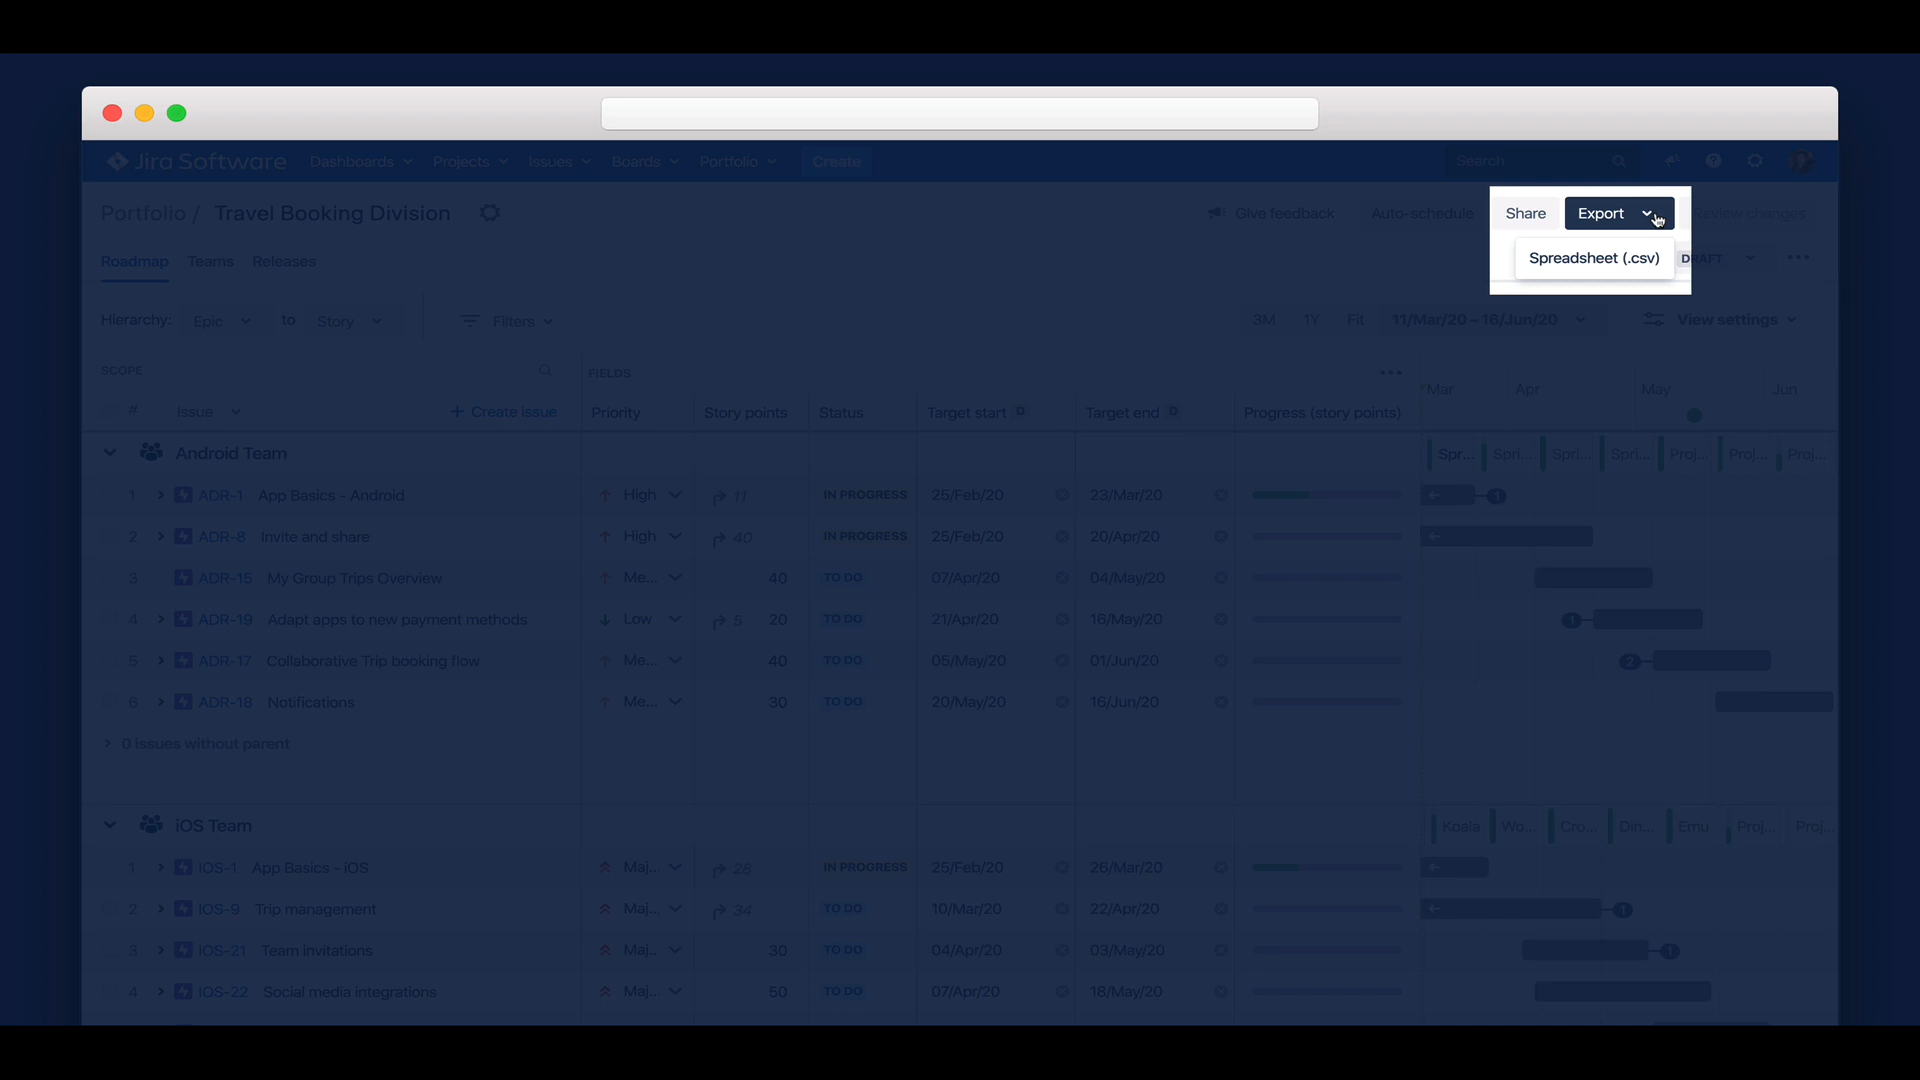 Jira Software Dashboards Projects Issues Boards Portfolio Create Search
Portfolio / Travel Booking Division Give feedback Auto-schedule Share Export Review changes
Roadmap Teams Releases Spreadsheet (.csv) DRAFT
Hierarchy: Epic to Story Filters 3M 1Y Fit 11/Mar/20 – 16/Jun/20 View settings
SCOPE FIELDS
Mar Apr May Jun
# Issue + Create issue Priority Story points Status Target start D Target end D Progress (story points)
Android Team Spr... Spri... Spri... Spri... Proj... Proj... Proj...
1 ADR-1 App Basics - Android High 11 IN PROGRESS 25/Feb/20 23/Mar/20 1
2 ADR-8 Invite and share High 40 IN PROGRESS 25/Feb/20 20/Apr/20
3 ADR-15 My Group Trips Overview Me... 40 TO DO 07/Apr/20 04/May/20
4 ADR-19 Adapt apps to new payment methods Low 5 20 TO DO 21/Apr/20 16/May/20 1
5 ADR-17 Collaborative Trip booking flow Me... 40 TO DO 05/May/20 01/Jun/20 2
6 ADR-18 Notifications Me... 30 TO DO 20/May/20 16/Jun/20
0 issues without parent
iOS Team Koala Wo... Cro... Din... Emu Proj... Proj...
1 IOS-1 App Basics - iOS Maj... 28 IN PROGRESS 25/Feb/20 26/Mar/20
2 IOS-9 Trip management Maj... 34 TO DO 10/Mar/20 22/Apr/20 1
3 IOS-21 Team invitations Maj... 30 TO DO 04/Apr/20 03/May/20 1
4 IOS-22 Social media integrations Maj... 50 TO DO 07/Apr/20 18/May/20